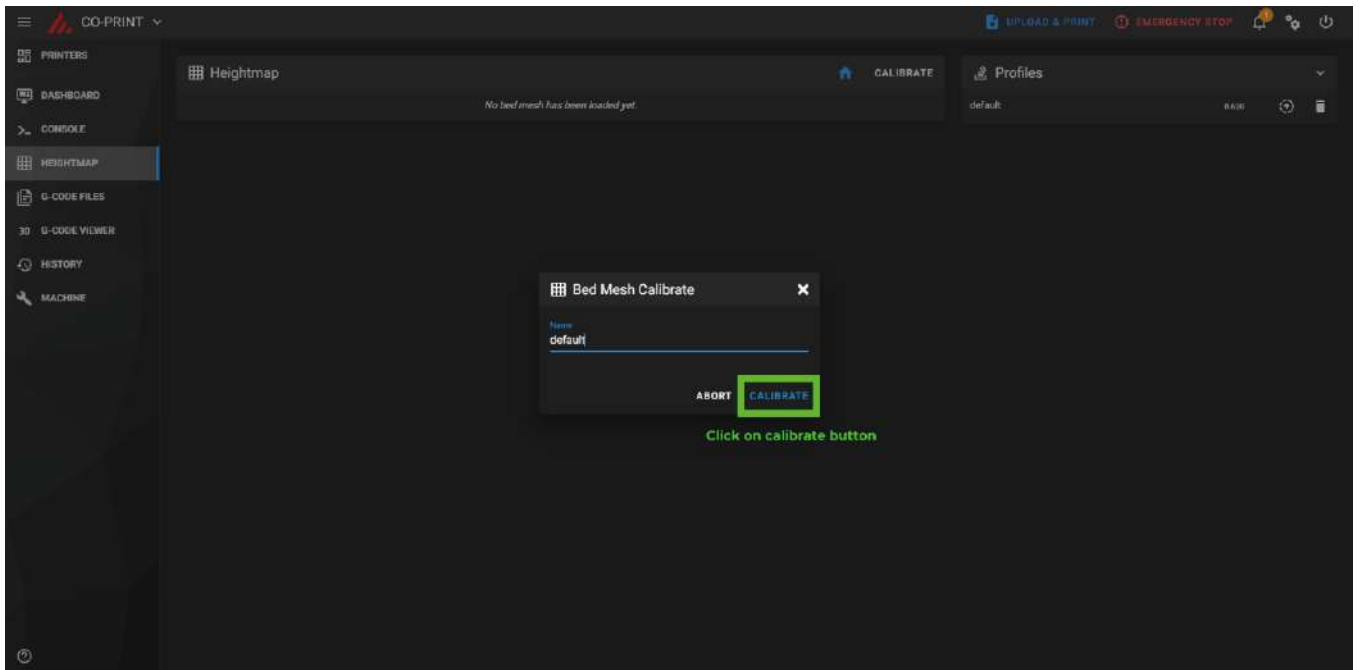 CO-PRINT
UPLOAD & PRINT
EMERGENCY STOP
PRINTERS
DASHBOARD
CONSOLE
HEIGHTMAP
G-CODE FILES
G-CODE VIEWER
HISTORY
MACHINE
Heightmap
CALIBRATE
No bed mesh has been loaded yet.
Profiles
default
Bed Mesh Calibrate
Name
default
ABORT CALIBRATE
Click on calibrate button